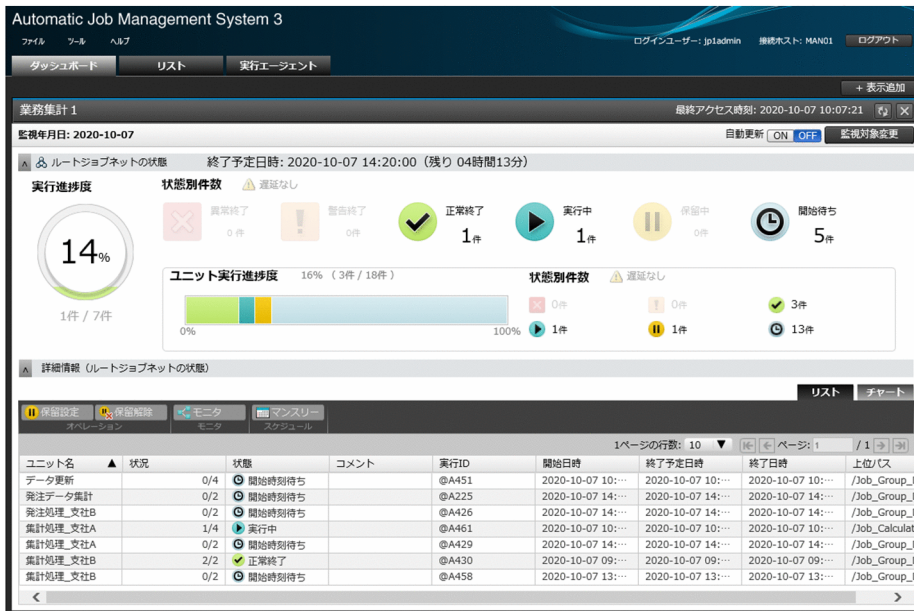 Automatic Job Management System 3
ファイル ツール ヘルプ
ログインユーザー: jp1admin 接続ホスト: MAN01 ログアウト
ダッシュボード リスト 実行エージェント
+ 表示追加
業務集計 1 最終アクセス時刻: 2020-10-07 10:07:21
監視年月日: 2020-10-07 自動更新 ON OFF 監視対象変更
ルートジョブネットの状態 終了予定日時: 2020-10-07 14:20:00（残り 04時間13分）
実行進捗度 状態別件数 遅延なし
異常終了 0件 警告終了 0件 正常終了 1件 実行中 1件 保留中 0件 開始待ち 5件
14%
1件 / 7件
ユニット実行進捗度 16% （3件 / 18件） 状態別件数 遅延なし
0件 0件 3件
0% 100% 1件 1件 13件
詳細情報（ルートジョブネットの状態）
リスト チャート
保留設定 保留解除 モニタ マンスリー
オペレーション モニタ スケジュール
1ページの行数: 10 ▼ ページ: 1 / 1
ユニット名 ▲ 状況 状態 コメント 実行ID 開始日時 終了予定日時 終了日時 上位パス
データ更新 0/4 開始時刻待ち @A451 2020-10-07 10:… 2020-10-07 10:… 2020-10-07 10:… /Job_Group_
発注データ集計 0/2 開始時刻待ち @A225 2020-10-07 14:… 2020-10-07 14:… 2020-10-07 14:… /Job_Group_
発注処理_支社B 0/2 開始時刻待ち @A426 2020-10-07 14:… 2020-10-07 14:… 2020-10-07 14:… /Job_Group_
集計処理_支社A 1/4 実行中 @A461 2020-10-07 10:… 2020-10-07 10:… 2020-10-07 10:… /Job_Calculat
集計処理_支社A 0/2 開始時刻待ち @A429 2020-10-07 14:… 2020-10-07 14:… 2020-10-07 14:… /Job_Group_
集計処理_支社B 2/2 正常終了 @A430 2020-10-07 09:… 2020-10-07 09:… 2020-10-07 09:… /Job_Group_
集計処理_支社B 0/2 開始時刻待ち @A458 2020-10-07 13:… 2020-10-07 13:… 2020-10-07 13:… /Job_Group_